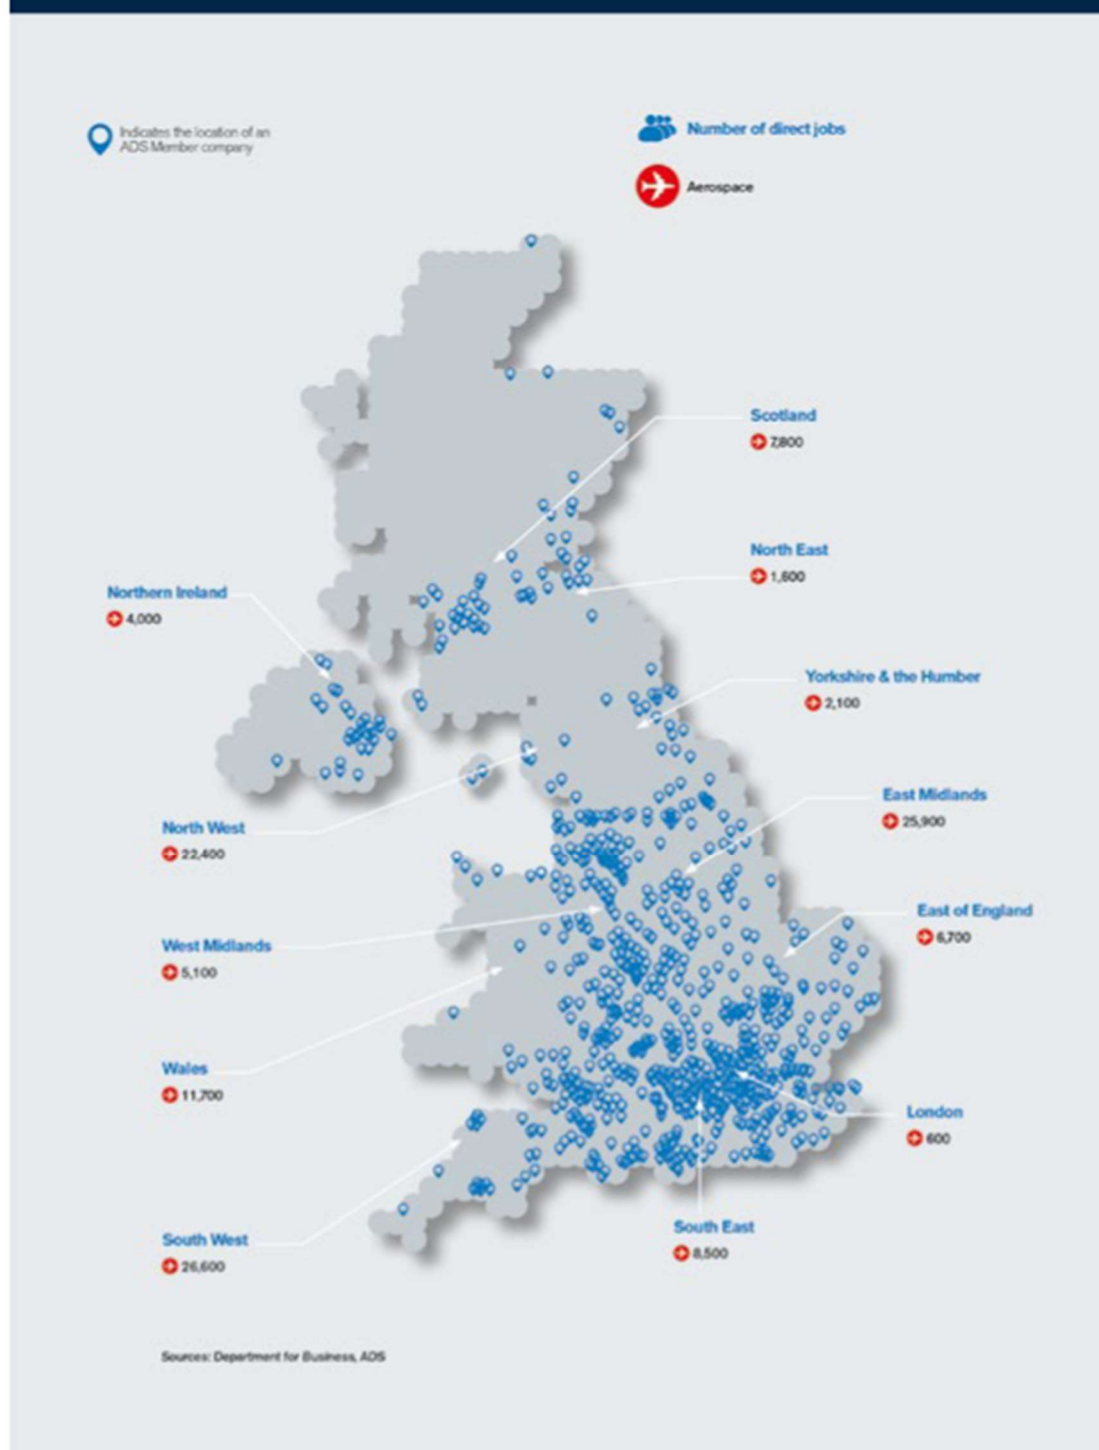 Indicates the location of an
ADS Member company
Number of direct jobs
Aerospace
Scotland
7,800
North East
1,600
Northern Ireland
4,000
Yorkshire & the Humber
2,100
East Midlands
25,900
North West
22,400
East of England
6,700
West Midlands
5,100
Wales
11,700
London
600
South East
8,500
South West
26,600
Sources: Department for Business, ADS